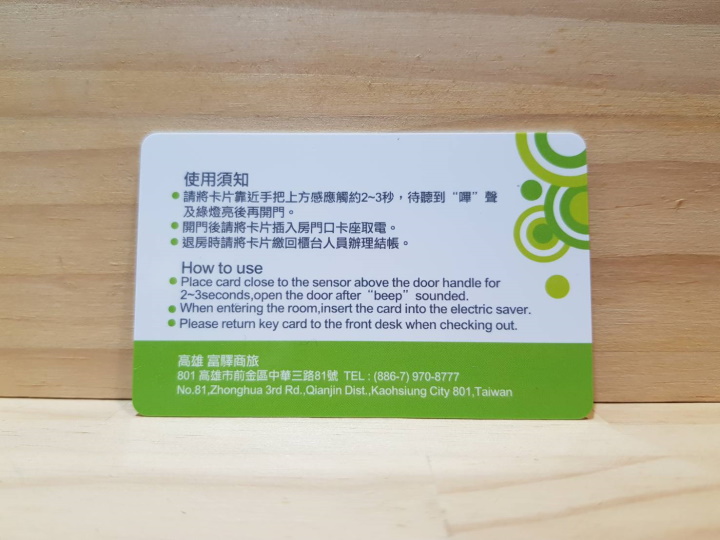 使用須知
●請將卡片靠近手把上方感應觸約2~3秒，待聽到“嗶”聲
及綠燈亮後再開門。
●開門後請將卡片插入房門口卡座取電。
●退房時請將卡片繳回櫃台人員辦理結帳。
How to use
●Place card close to the sensor above the door handle for
2~3seconds,open the door after “beep” sounded.
●When entering the room,insert the card into the electric saver.
●Please return key card to the front desk when checking out.
高雄 富驛商旅
801 高雄市前金區中華三路81號 TEL : (886-7) 970-8777
No.81,Zhonghua 3rd Rd.,Qianjin Dist.,Kaohsiung City 801,Taiwan